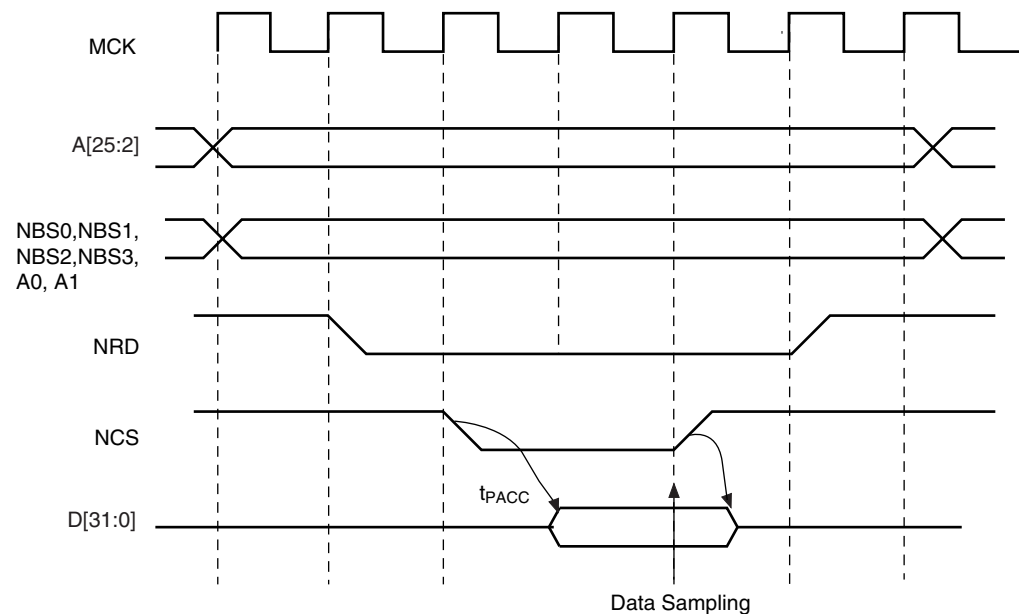 MCK
A[25:2]
NBS0,NBS1,
NBS2,NBS3,
A0, A1
NRD
NCS
tPACC
D[31:0]
Data Sampling